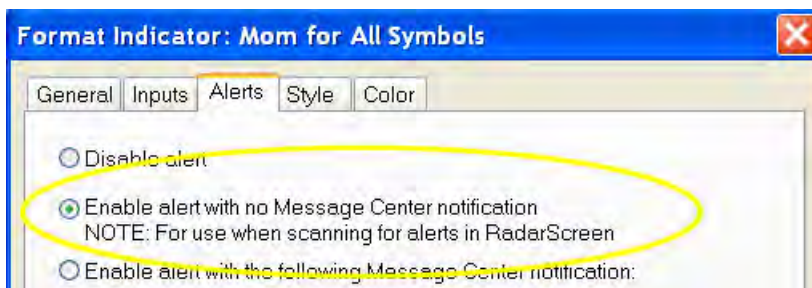 Format Indicator: Mom for All Symbols
General Inputs Alerts Style Color
Disable alert
Enable alert with no Message Center notification
NOTE: For use when scanning for alerts in RadarScreen
Enable alert with the following Message Center notification: